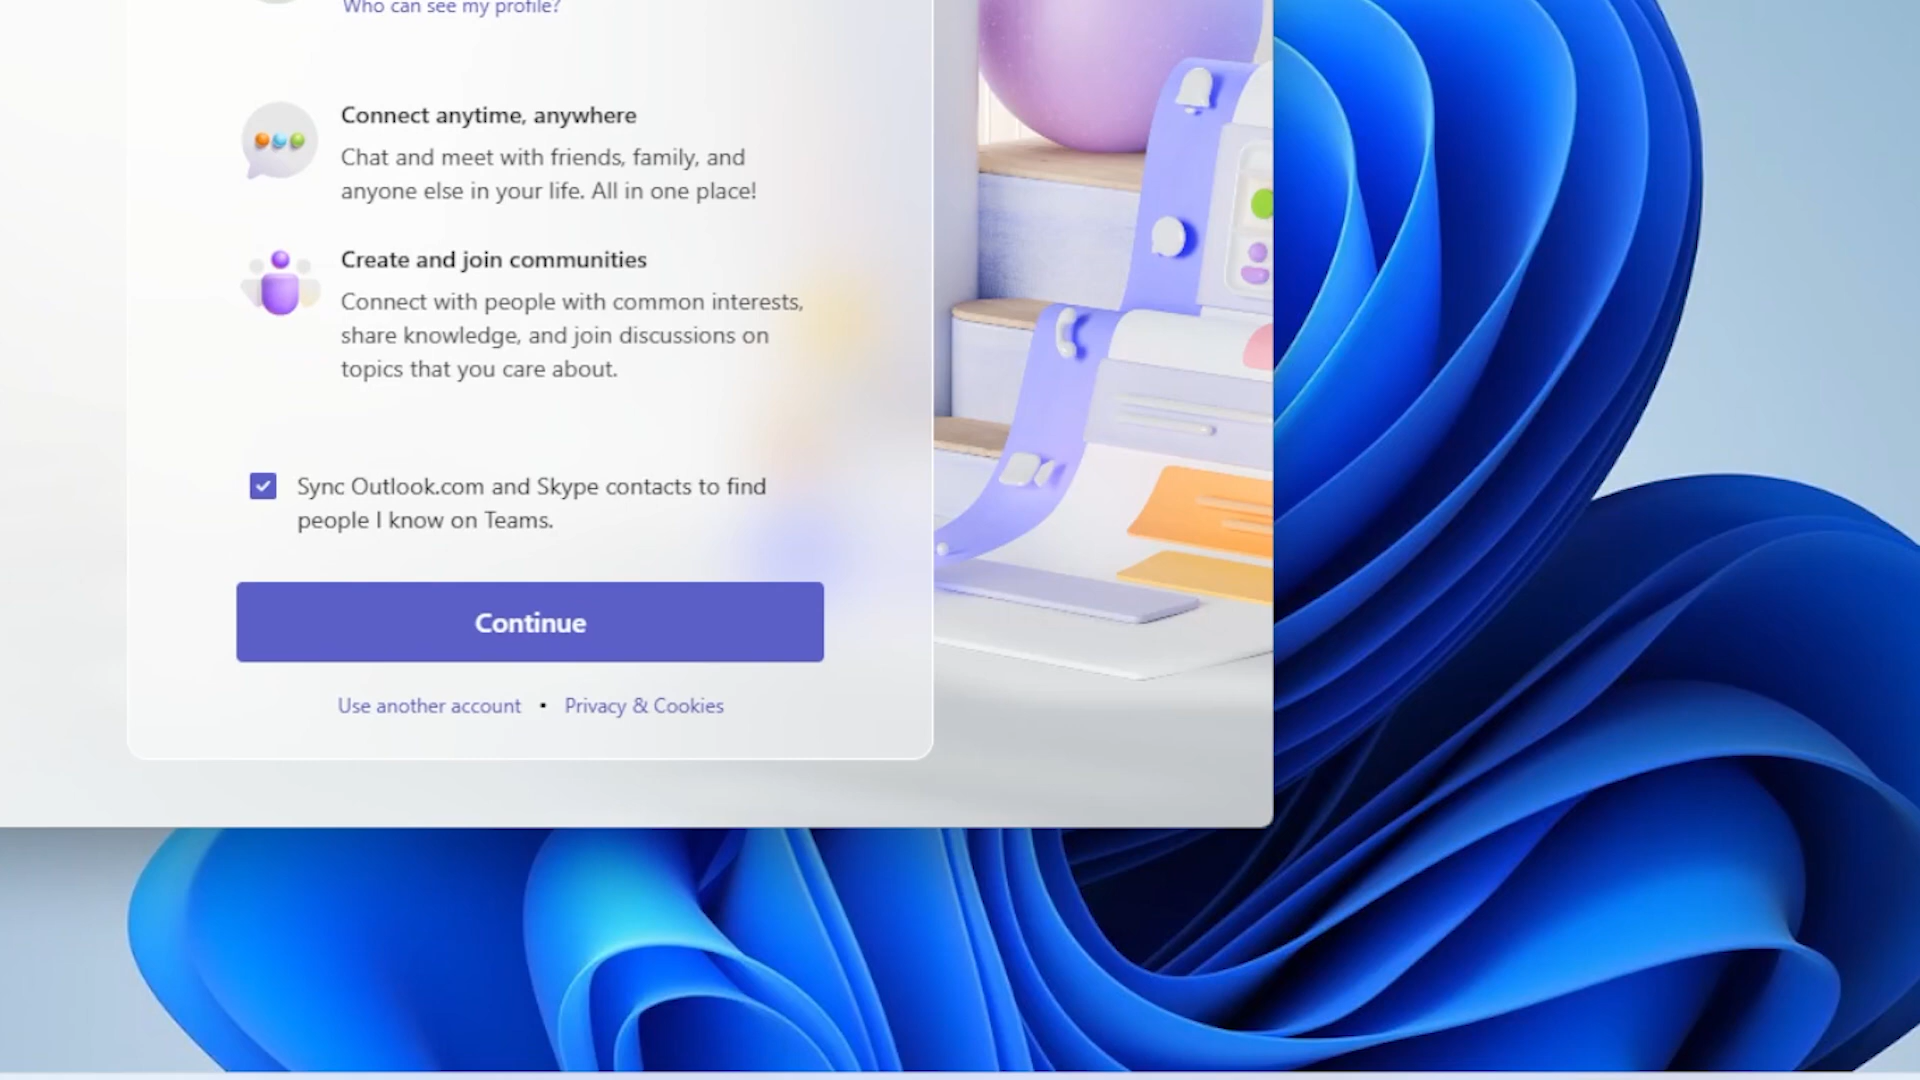 Who can see my profile?
Connect anytime, anywhere
Chat and meet with friends, family, and
anyone else in your life. All in one place!
Create and join communities
Connect with people with common interests,
share knowledge, and join discussions on
topics that you care about.
Sync Outlook.com and Skype contacts to find
people I know on Teams.
Continue
Use another account • Privacy & Cookies